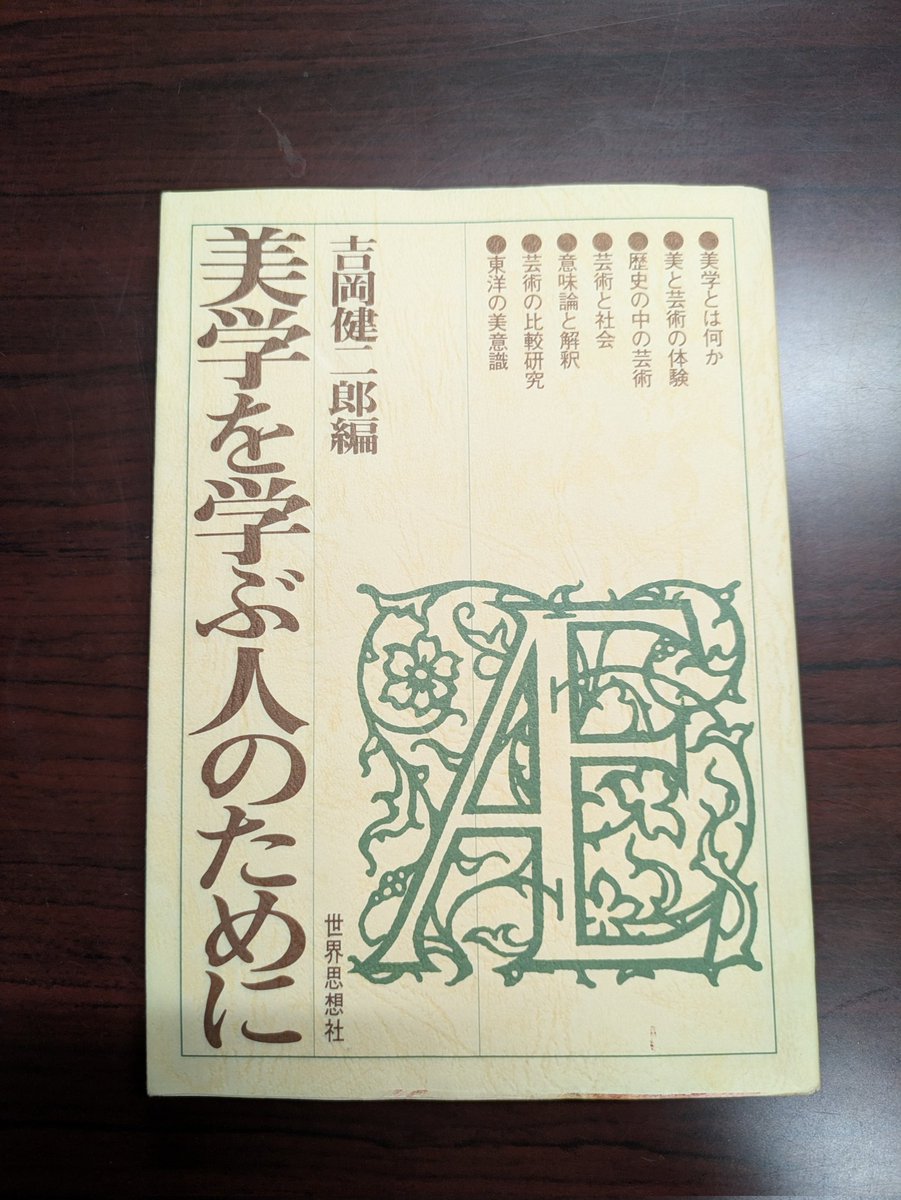 ●美学とは何か
●美と芸術の体験
●歴史の中の芸術
●芸術と社会
●意味論と解釈
●芸術の比較研究
●東洋の美意識
吉岡健二郎編
世界思想社
美学を学ぶ人のために
Æ